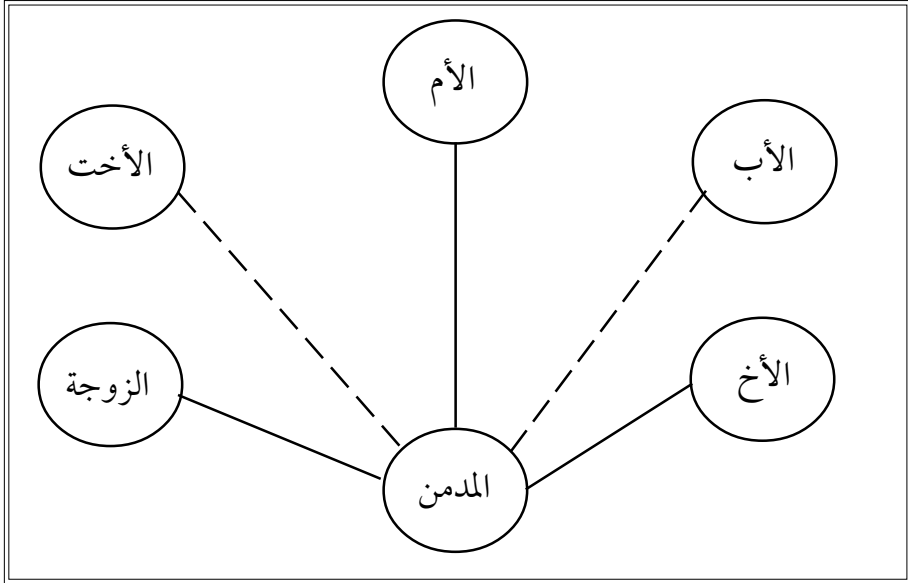 الأم
الأب
الأخت
الأخ
الزوجة
المدمن